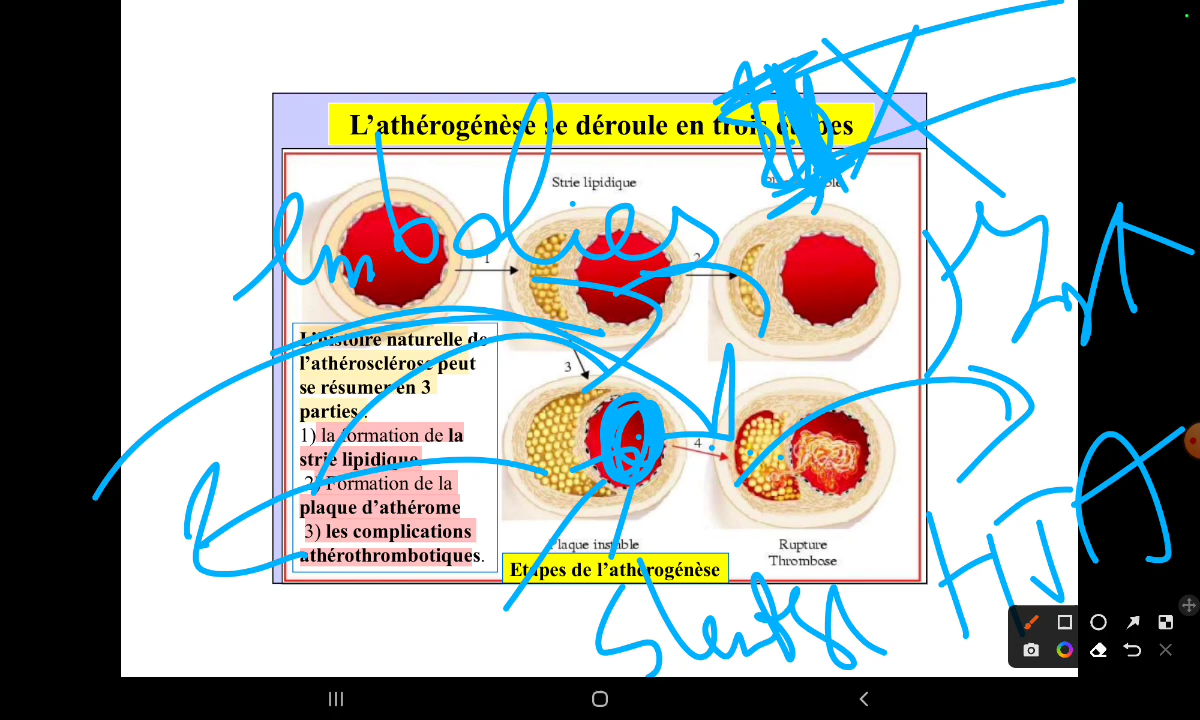 L'athérogénèse se déroule en trois étapes
Strie lipidique
1
2
Embolies
L'histoire naturelle de
l'athérosclérose peut
se résumer en 3
parties :
1) la formation de la
strie lipidique
2) Formation de la
plaque d'athérome
3) les complications
athérothrombotiques.
3
4
Plaque instable
Rupture
Thrombose
Etapes de l'athérogénèse
HTA